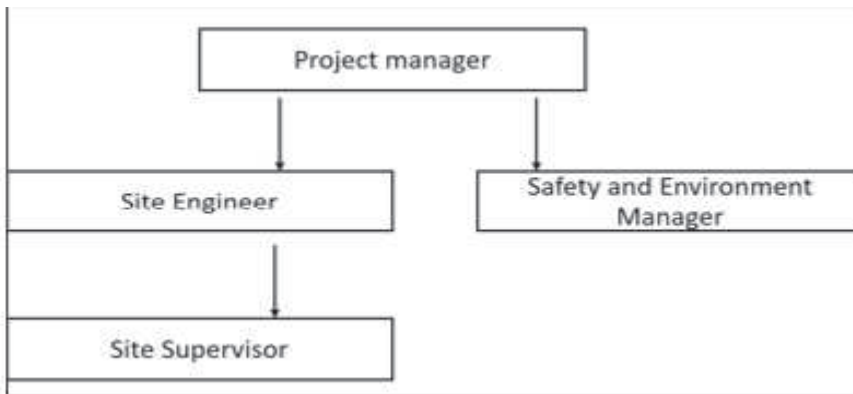 Project manager
Site Engineer
Safety and Environment
Manager
Site Supervisor